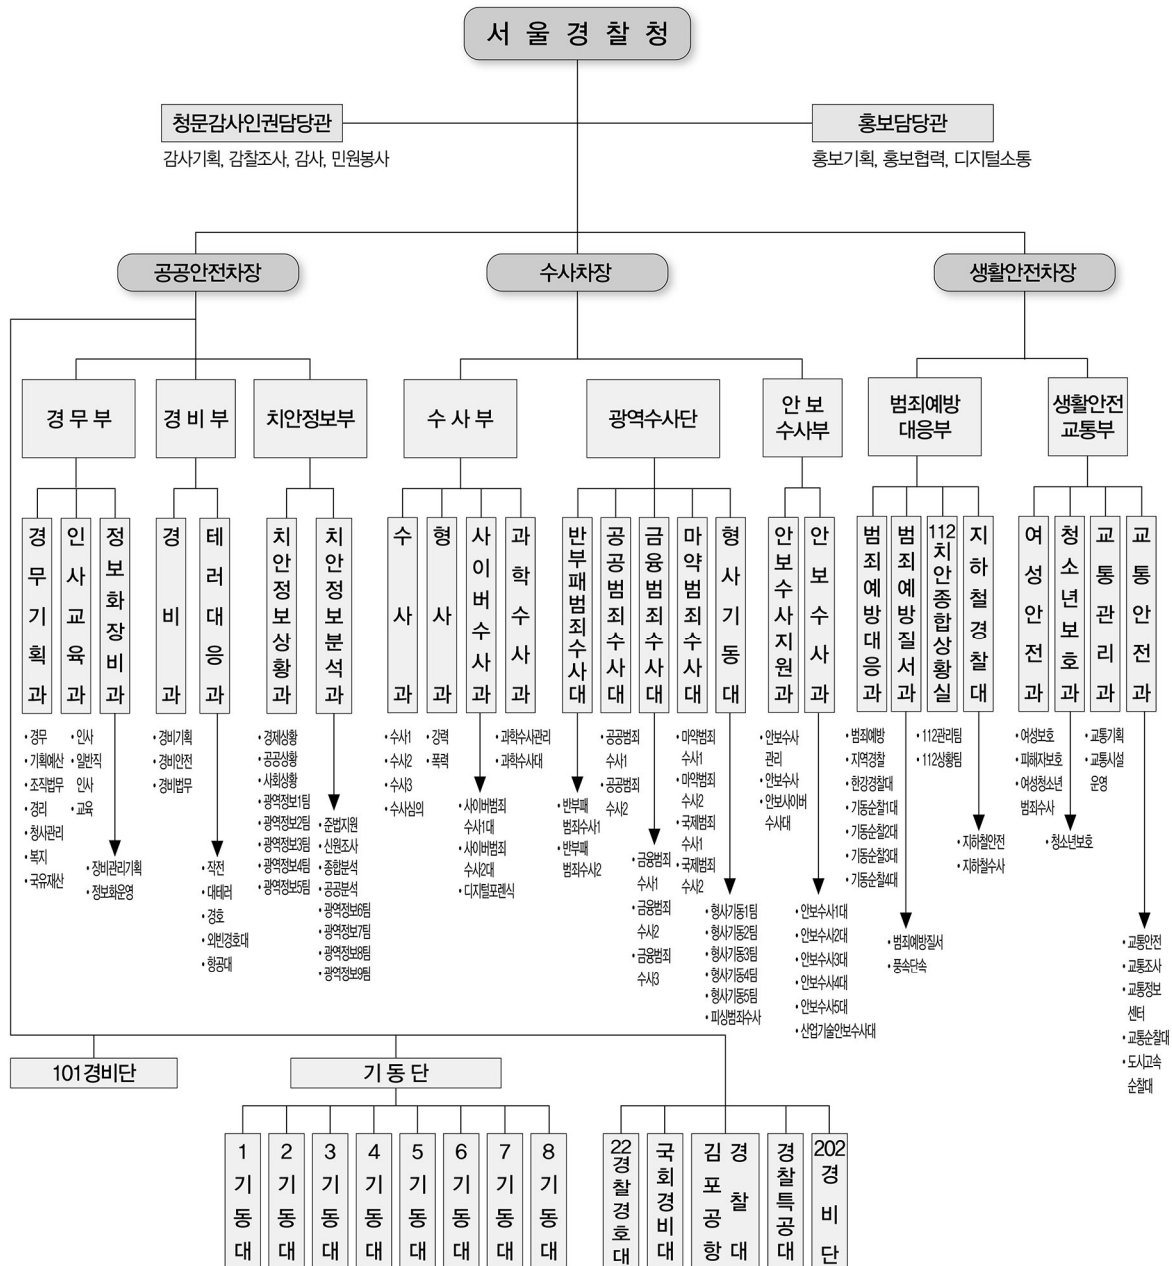 서울경찰청
청문감사인권담당관
감사기획, 감찰조사, 감사, 민원봉사
홍보담당관
홍보기획, 홍보협력, 디지털소통
공공안전차장
수사차장
생활안전차장
경무부
경비부
치안정보부
수사부
광역수사단
안보
수사부
범죄예방
대응부
생활안전
교통부
경무기획과
인사교육과
정보화장비과
경비과
테러대응과
치안정보상황과
치안정보분석과
수사과
형사과
사이버수사과
과학수사과
반부패범죄수사대
공공범죄수사대
금융범죄수사대
마약범죄수사대
형사기동대
안보수사지원과
안보수사과
범죄예방대응과
범죄예방질서과
112치안종합상황실
지하철경찰대
여성안전과
청소년보호과
교통관리과
교통안전과
• 경무
• 기획예산
• 조직법무
• 경리
• 청사관리
• 복지
• 국유재산
• 인사
• 일반직
인사
• 교육
• 장비관리기획
• 정보화운영
• 경비기획
• 경비안전
• 경비법무
• 작전
• 대테러
• 경호
• 외빈경호대
• 항공대
• 경제상황
• 공공상황
• 사회상황
• 광역정보1팀
• 광역정보2팀
• 광역정보3팀
• 광역정보4팀
• 광역정보5팀
• 준법지원
• 신원조사
• 종합분석
• 공공분석
• 광역정보6팀
• 광역정보7팀
• 광역정보8팀
• 광역정보9팀
• 수사1
• 수사2
• 수사3
• 수사심의
• 강력
• 폭력
• 사이버범죄
수사1대
• 사이버범죄
수사2대
• 디지털포렌식
• 과학수사관리
• 과학수사대
• 반부패
범죄수사1
• 반부패
범죄수사2
• 공공범죄
수사1
• 공공범죄
수사2
• 금융범죄
수사1
• 금융범죄
수사2
• 금융범죄
수사3
• 마약범죄
수사1
• 마약범죄
수사2
• 국제범죄
수사1
• 국제범죄
수사2
• 형사기동1팀
• 형사기동2팀
• 형사기동3팀
• 형사기동4팀
• 형사기동5팀
• 피싱범죄수사
• 안보수사
관리
• 안보수사
• 안보사이버
수사대
• 안보수사1대
• 안보수사2대
• 안보수사3대
• 안보수사4대
• 안보수사5대
• 산업기술안보수사대
• 범죄예방
• 지역경찰
• 한강경찰대
• 기동순찰1대
• 기동순찰2대
• 기동순찰3대
• 기동순찰4대
• 범죄예방질서
• 풍속단속
• 112관리팀
• 112상황팀
• 지하철안전
• 지하철수사
• 여성보호
• 피해자보호
• 여성청소년
범죄수사
• 청소년보호
• 교통기획
• 교통시설
운영
• 교통안전
• 교통조사
• 교통정보
센터
• 교통순찰대
• 도시고속
순찰대
101경비단
기동단
1기동대
2기동대
3기동대
4기동대
5기동대
6기동대
7기동대
8기동대
22경찰경호대
국회경비대
김포공항경찰대
경찰특공대
202경비단